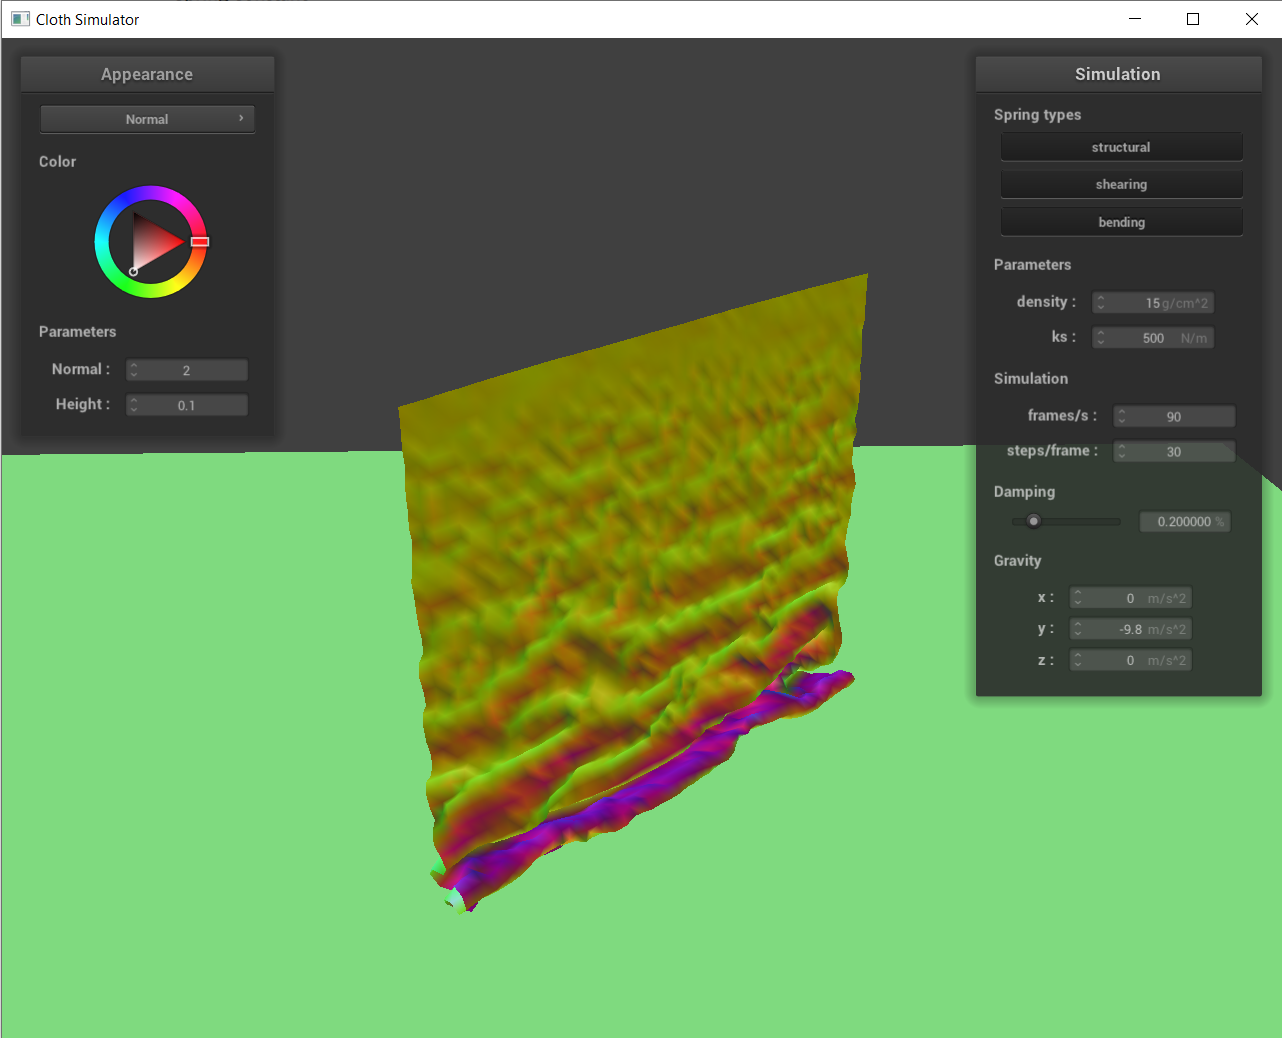 Cloth Simulator
Appearance
Normal
Color
Parameters
Normal : 2
Height : 0.1
Simulation
Spring types
structural
shearing
bending
Parameters
density : 15 g/cm^2
ks : 500 N/m
Simulation
frames/s : 90
steps/frame : 30
Damping
0.200000 %
Gravity
x : 0 m/s^2
y : -9.8 m/s^2
z : 0 m/s^2